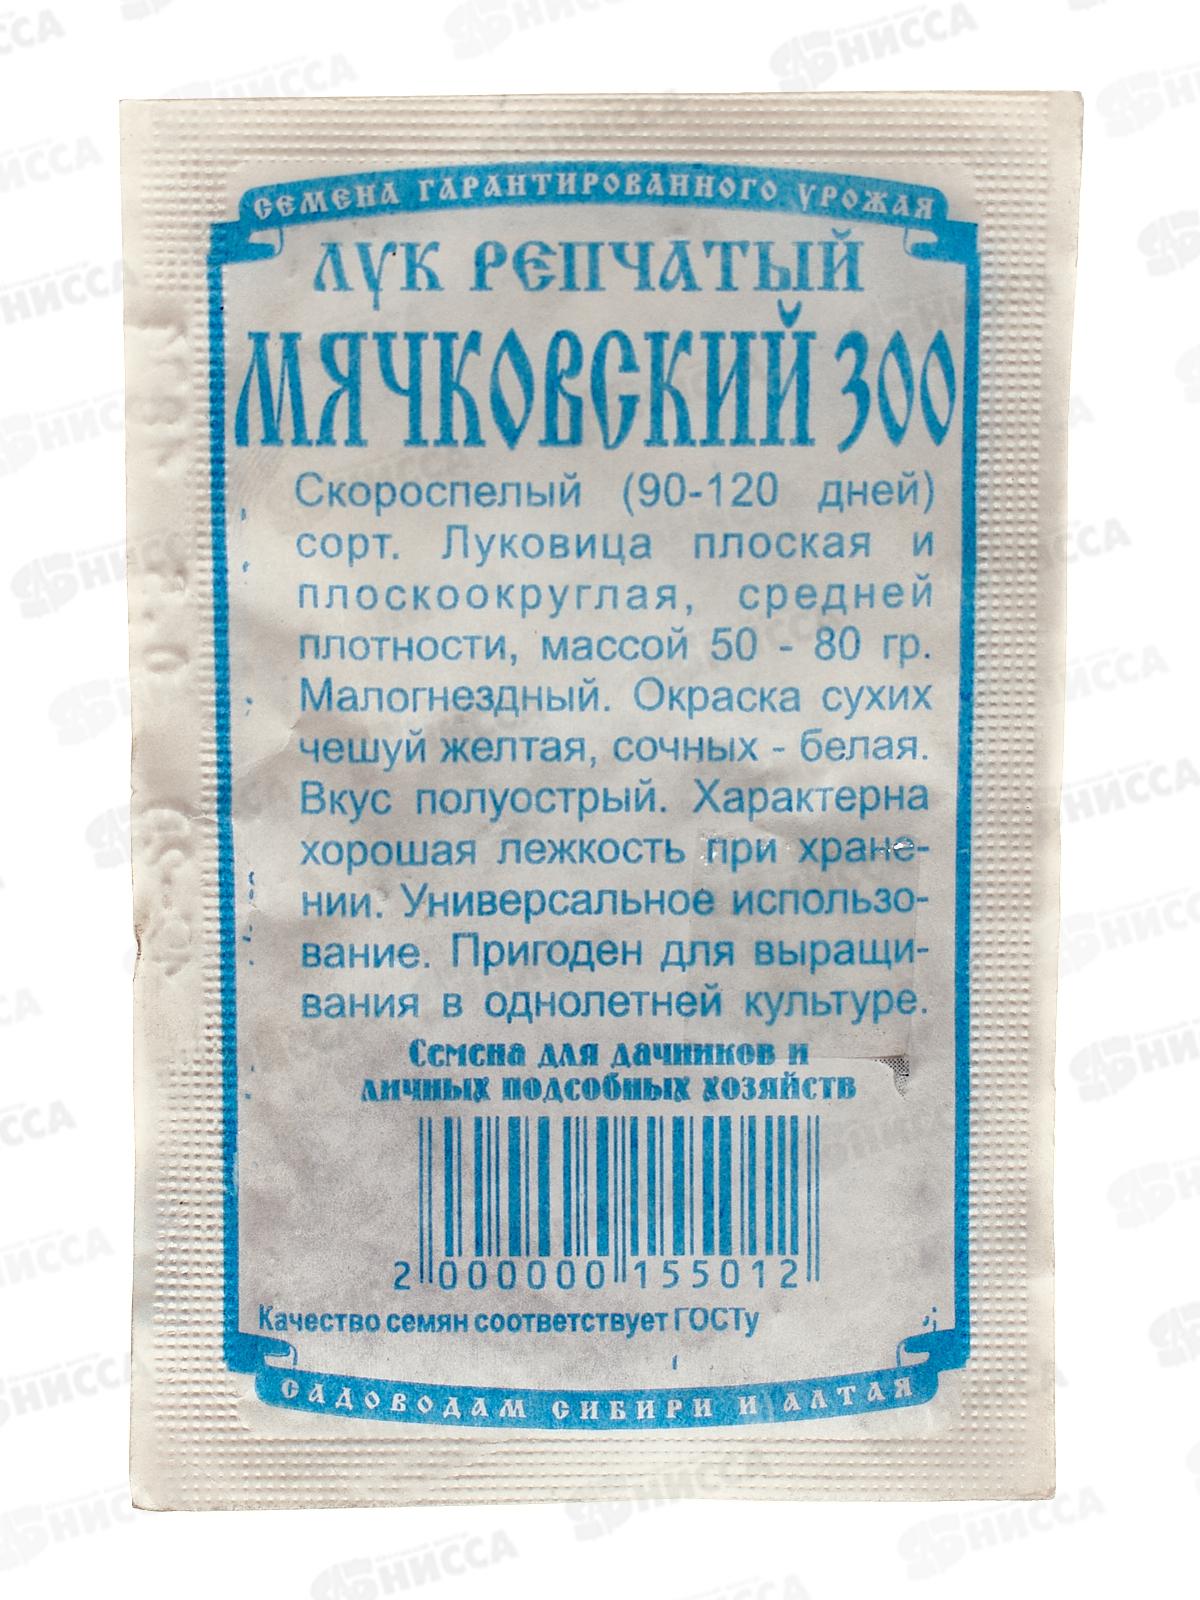 СЕМЕНА ГАРАНТИРОВАННОГО УРОЖАЯ
ЛУК РЕПЧАТЫЙ
МЯЧКОВСКИЙ 300
Скороспелый (90-120 дней)
сорт. Луковица плоская и
плоскоокруглая, средней
плотности, массой 50 - 80 гр.
Малогнездный. Окраска сухих
чешуй желтая, сочных - белая.
Вкус полуострый. Характерна
хорошая лежкость при хране-
нии. Универсальное использо-
вание. Пригоден для выращи-
вания в однолетней культуре.
Семена для дачников и
личных подсобных хозяйств
2 000000 155012
Качество семян соответствует ГОСТу
САДОВОДАМ СИБИРИ И АЛТАЯ